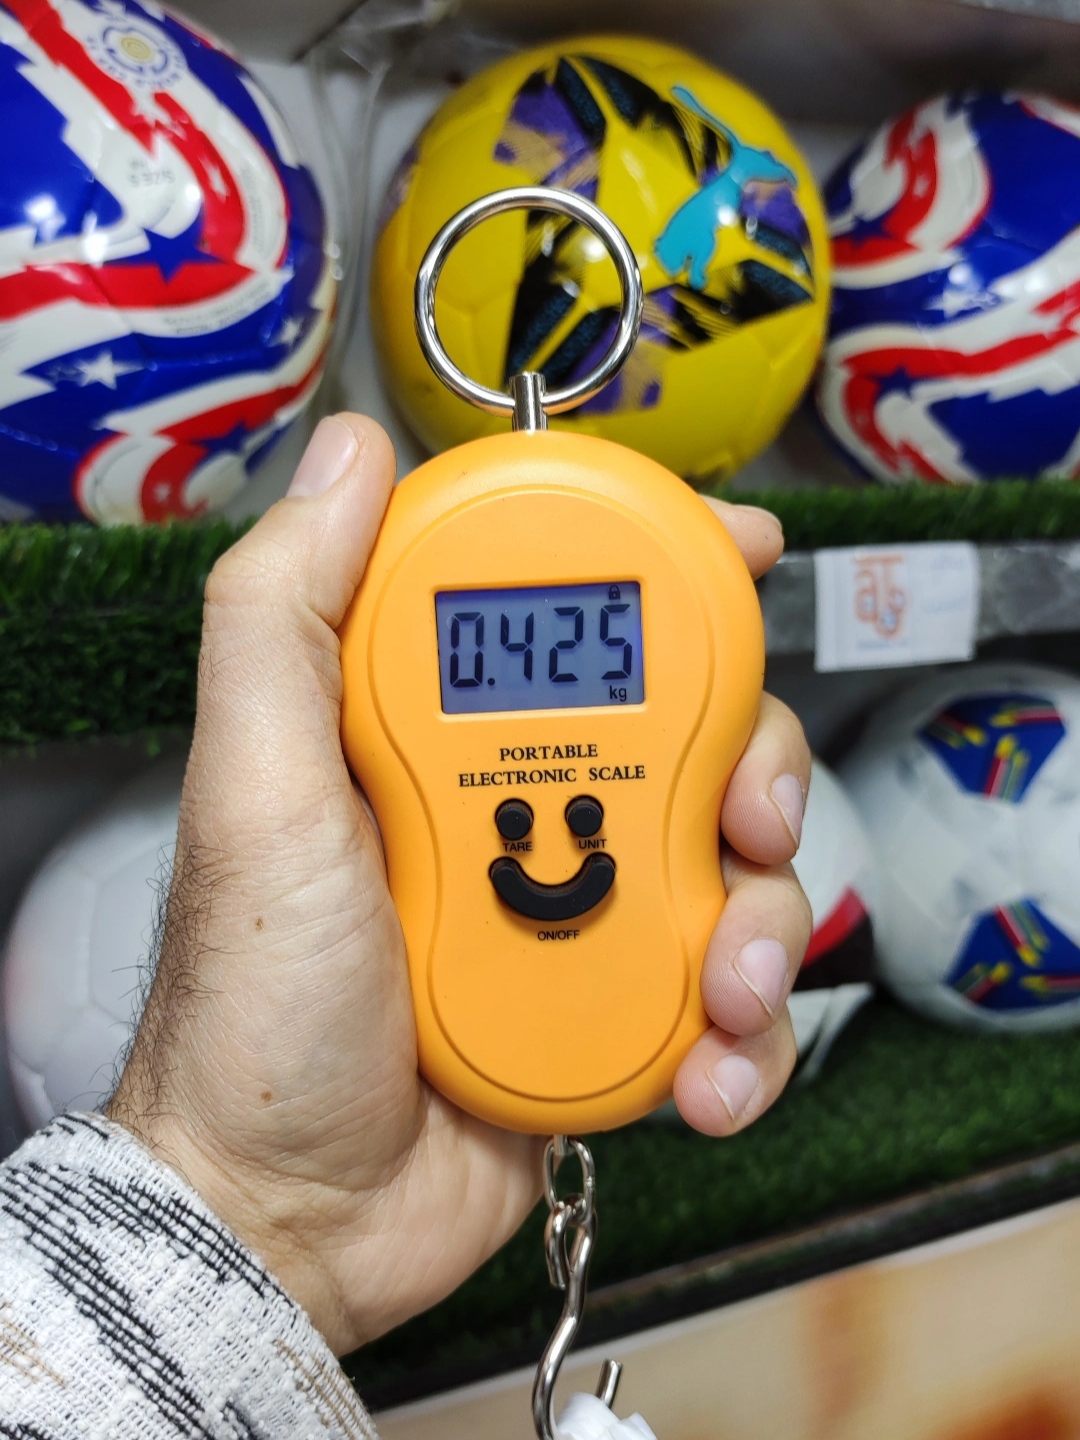 0.425
kg
PORTABLE
ELECTRONIC SCALE
TARE UNIT
ON/OFF